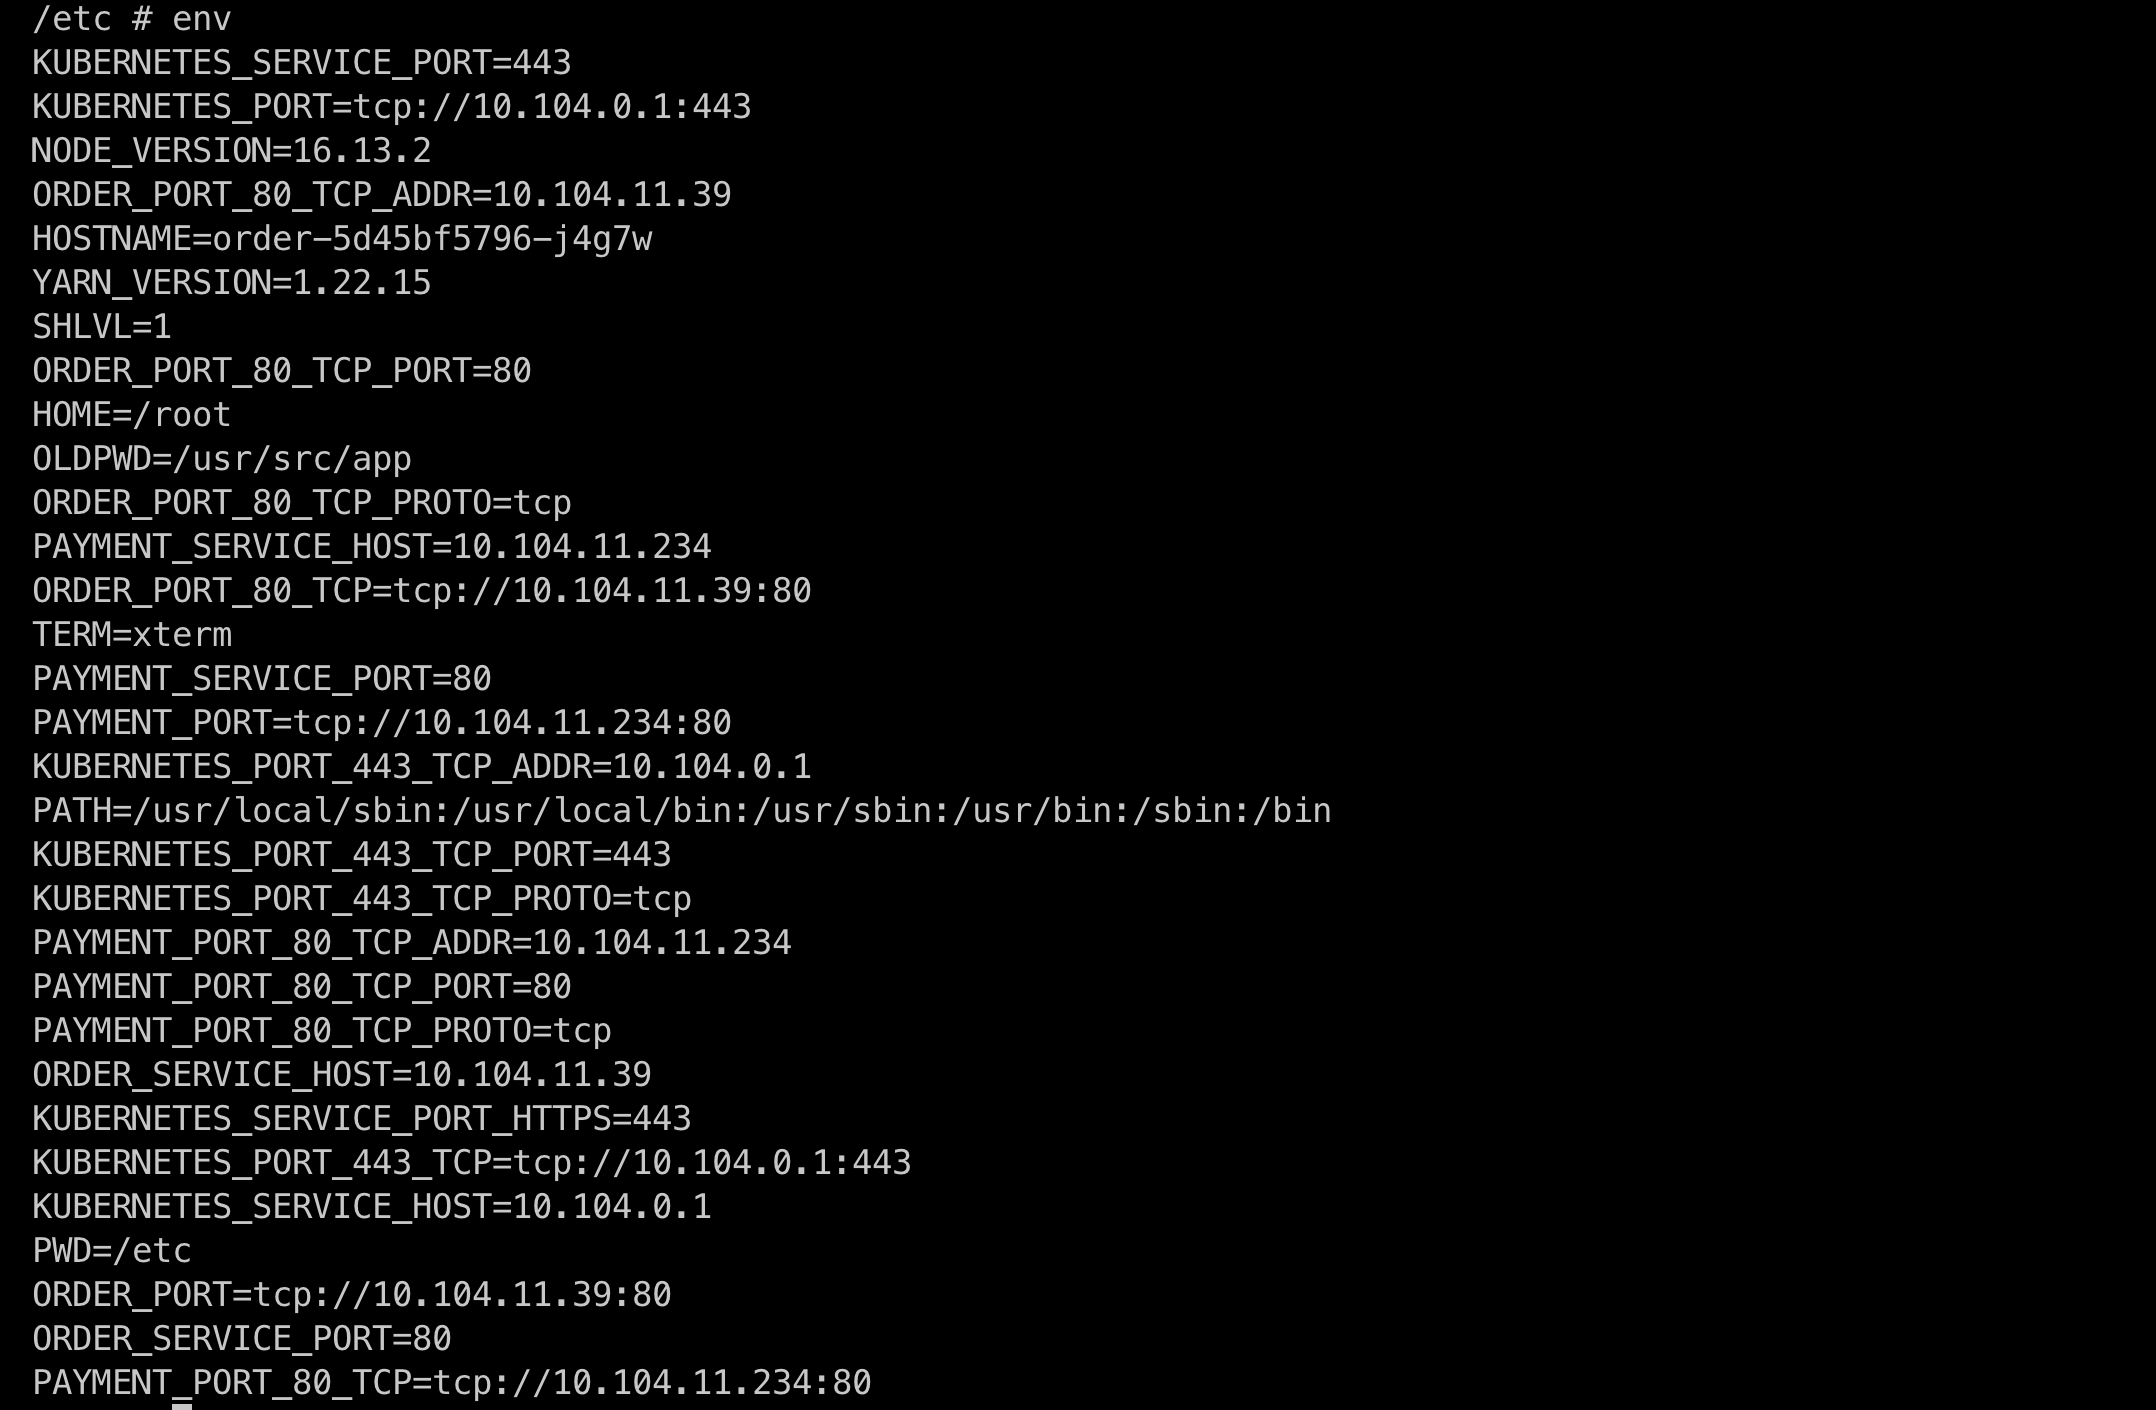 /etc # env
KUBERNETES_SERVICE_PORT=443
KUBERNETES_PORT=tcp://10.104.0.1:443
NODE_VERSION=16.13.2
ORDER_PORT_80_TCP_ADDR=10.104.11.39
HOSTNAME=order-5d45bf5796-j4g7w
YARN_VERSION=1.22.15
SHLVL=1
ORDER_PORT_80_TCP_PORT=80
HOME=/root
OLDPWD=/usr/src/app
ORDER_PORT_80_TCP_PROTO=tcp
PAYMENT_SERVICE_HOST=10.104.11.234
ORDER_PORT_80_TCP=tcp://10.104.11.39:80
TERM=xterm
PAYMENT_SERVICE_PORT=80
PAYMENT_PORT=tcp://10.104.11.234:80
KUBERNETES_PORT_443_TCP_ADDR=10.104.0.1
PATH=/usr/local/sbin:/usr/local/bin:/usr/sbin:/usr/bin:/sbin:/bin
KUBERNETES_PORT_443_TCP_PORT=443
KUBERNETES_PORT_443_TCP_PROTO=tcp
PAYMENT_PORT_80_TCP_ADDR=10.104.11.234
PAYMENT_PORT_80_TCP_PORT=80
PAYMENT_PORT_80_TCP_PROTO=tcp
ORDER_SERVICE_HOST=10.104.11.39
KUBERNETES_SERVICE_PORT_HTTPS=443
KUBERNETES_PORT_443_TCP=tcp://10.104.0.1:443
KUBERNETES_SERVICE_HOST=10.104.0.1
PWD=/etc
ORDER_PORT=tcp://10.104.11.39:80
ORDER_SERVICE_PORT=80
PAYMENT_PORT_80_TCP=tcp://10.104.11.234:80